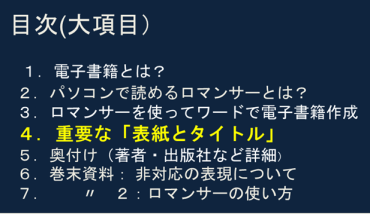 目次(大項目）
１．電子書籍とは？
２．パソコンで読めるロマンサーとは？
３．ロマンサーを使ってワードで電子書籍作成
４．重要な「表紙とタイトル」
５．奥付け（著者・出版社など詳細)
６．巻末資料：非対応の表現について
７．　　〃　２：ロマンサーの使い方